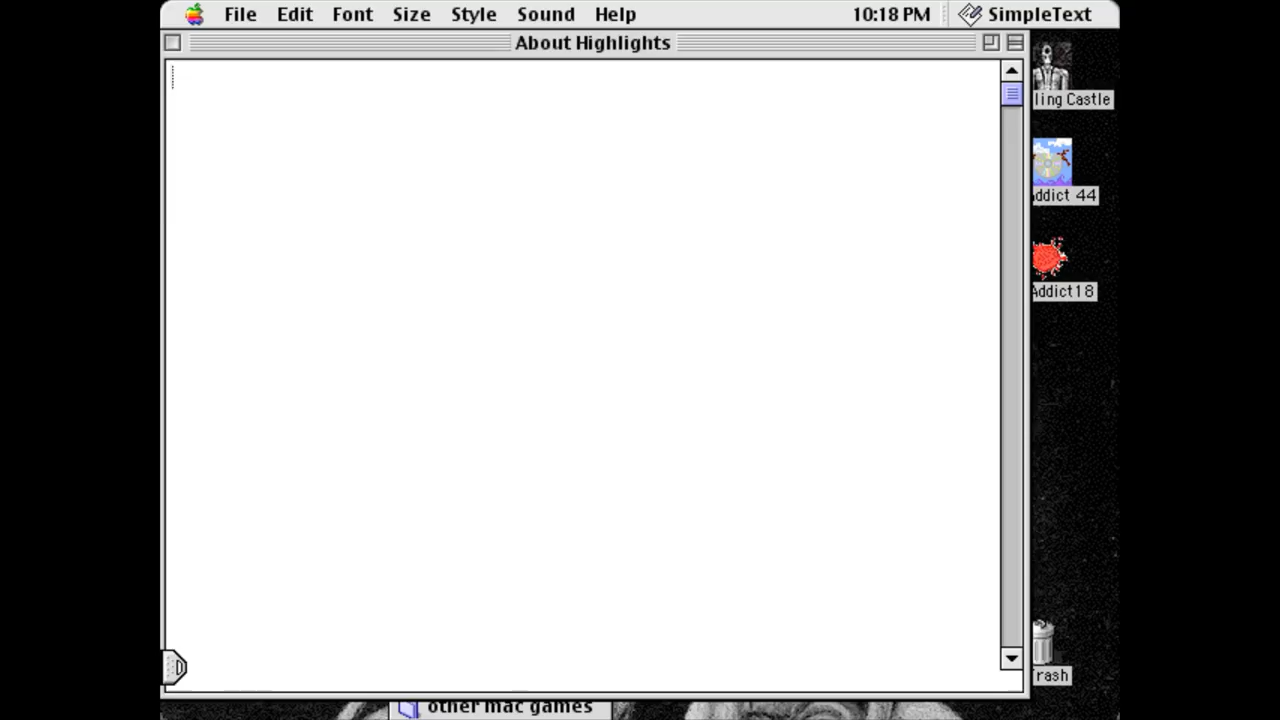 File Edit Font Size Style Sound Help 10:18 PM SimpleText
About Highlights
ling Castle
ddict 44
Addict18
rash
other mac games